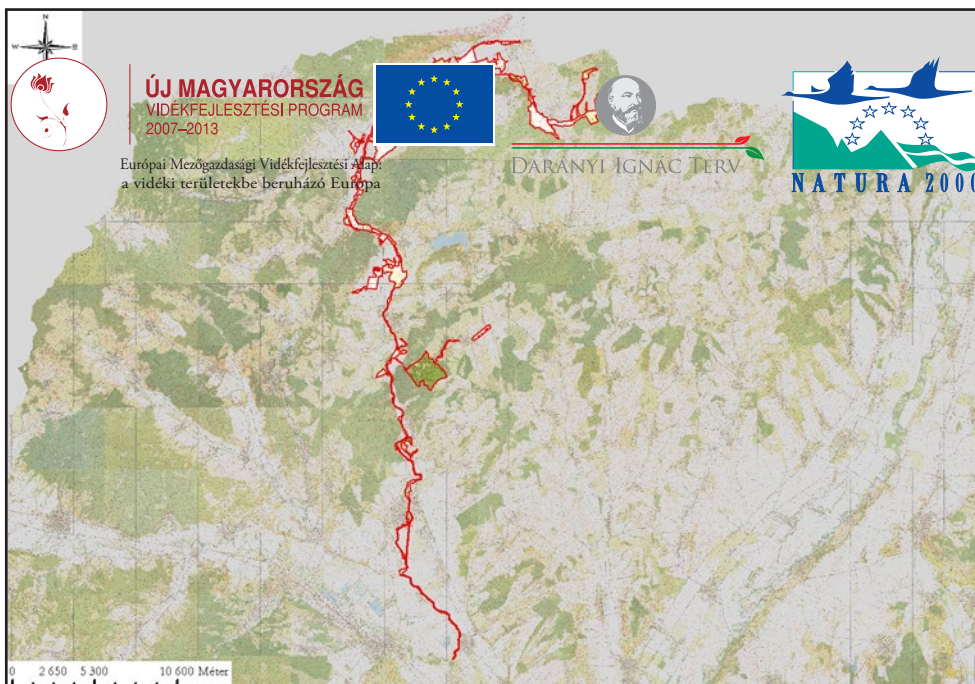 N
W
ÚJ MAGYARORSZÁG
VIDÉKFEJLESZTÉSI PROGRAM
2007–2013
Európai Mezőgazdasági Vidékfejlesztési Alap:
a vidéki területekbe beruházó Európa
DARÁNYI IGNÁC TERV
NATURA 2000
0 2 650 5 300 10 600 Méter